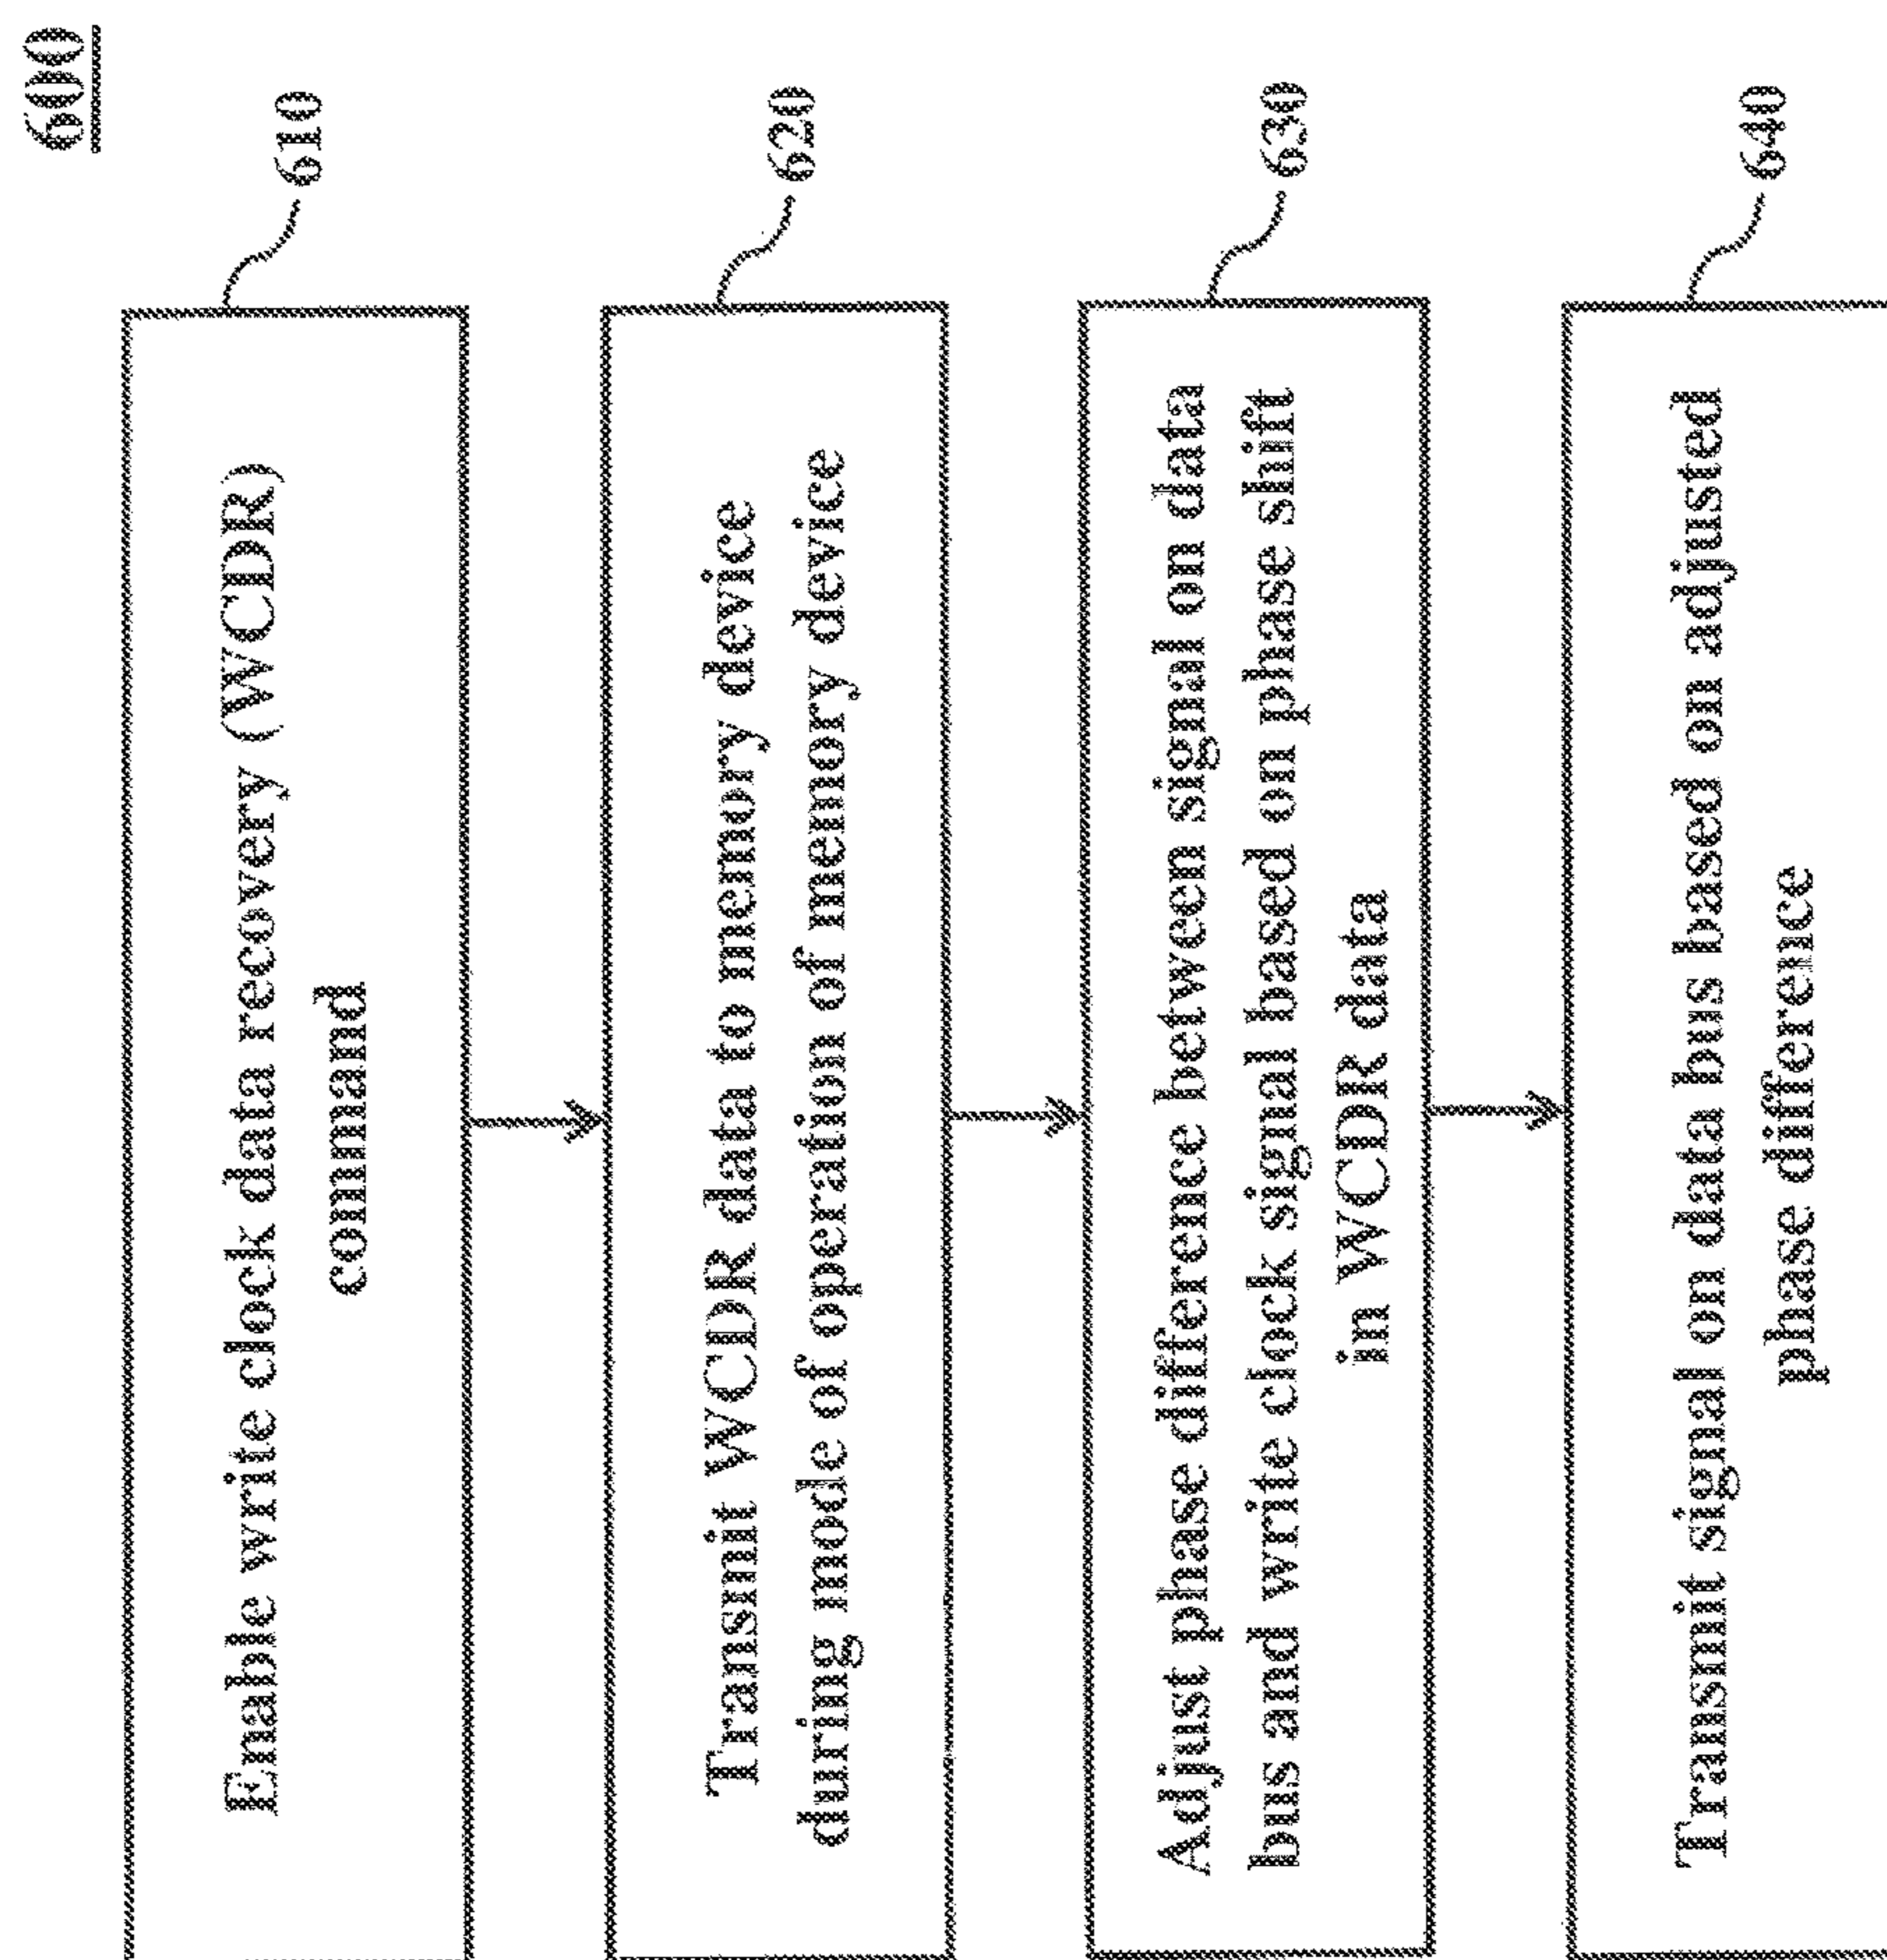 600
610
Enable write clock data recovery (WCDR)
command
620
Transmit WCDR data to memory device
during mode of operation of memory device
630
Adjust phase difference between signal on data
bus and write clock signal based on phase shift
in WCDR data
640
Transmit signal on data bus based on adjusted
phase difference